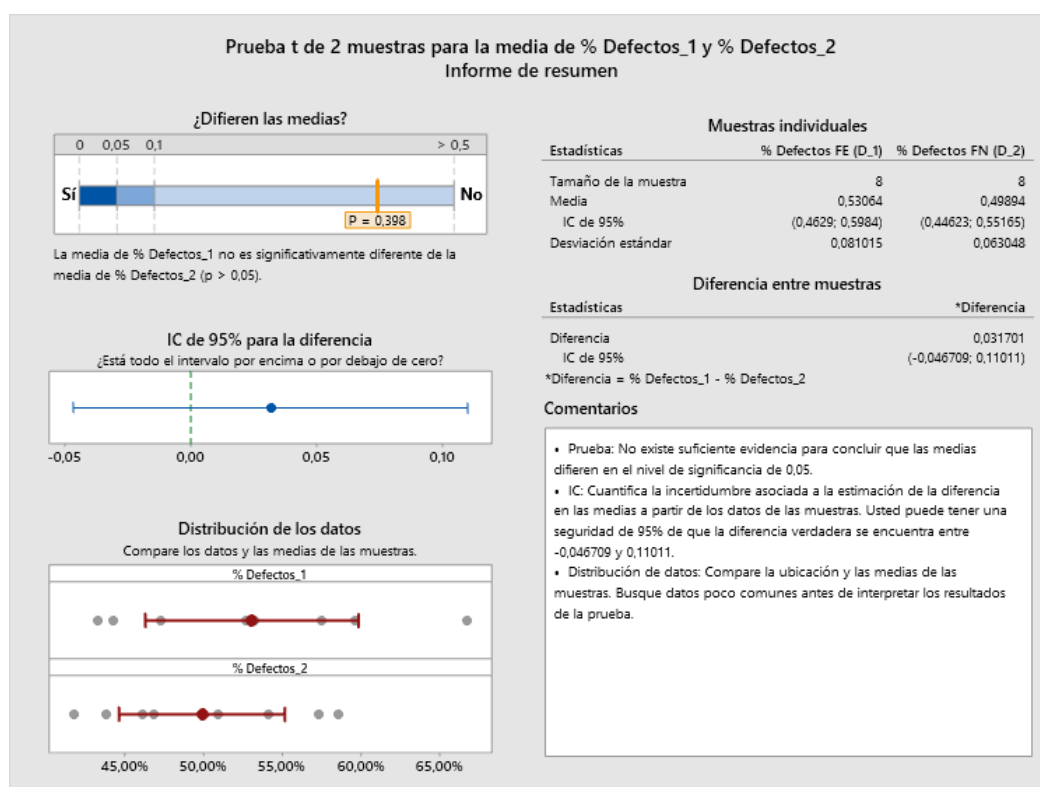 Prueba t de 2 muestras para la media de % Defectos_1 y % Defectos_2
Informe de resumen
¿Difieren las medias?
0 0,05 0,1 > 0,5
Sí No
P = 0,398
La media de % Defectos_1 no es significativamente diferente de la
media de % Defectos_2 (p > 0,05).
IC de 95% para la diferencia
¿Está todo el intervalo por encima o por debajo de cero?
-0,05 0,00 0,05 0,10
Distribución de los datos
Compare los datos y las medias de las muestras.
% Defectos_1
% Defectos_2
45,00% 50,00% 55,00% 60,00% 65,00%
Muestras individuales
Estadísticas % Defectos FE (D_1) % Defectos FN (D_2)
Tamaño de la muestra 8 8
Media 0,53064 0,49894
IC de 95% (0,4629; 0,5984) (0,44623; 0,55165)
Desviación estándar 0,081015 0,063048
Diferencia entre muestras
Estadísticas *Diferencia
Diferencia 0,031701
IC de 95% (-0,046709; 0,11011)
*Diferencia = % Defectos_1 - % Defectos_2
Comentarios
• Prueba: No existe suficiente evidencia para concluir que las medias
difieren en el nivel de significancia de 0,05.
• IC: Cuantifica la incertidumbre asociada a la estimación de la diferencia
en las medias a partir de los datos de las muestras. Usted puede tener una
seguridad de 95% de que la diferencia verdadera se encuentra entre
-0,046709 y 0,11011.
• Distribución de datos: Compare la ubicación y las medias de las
muestras. Busque datos poco comunes antes de interpretar los resultados
de la prueba.